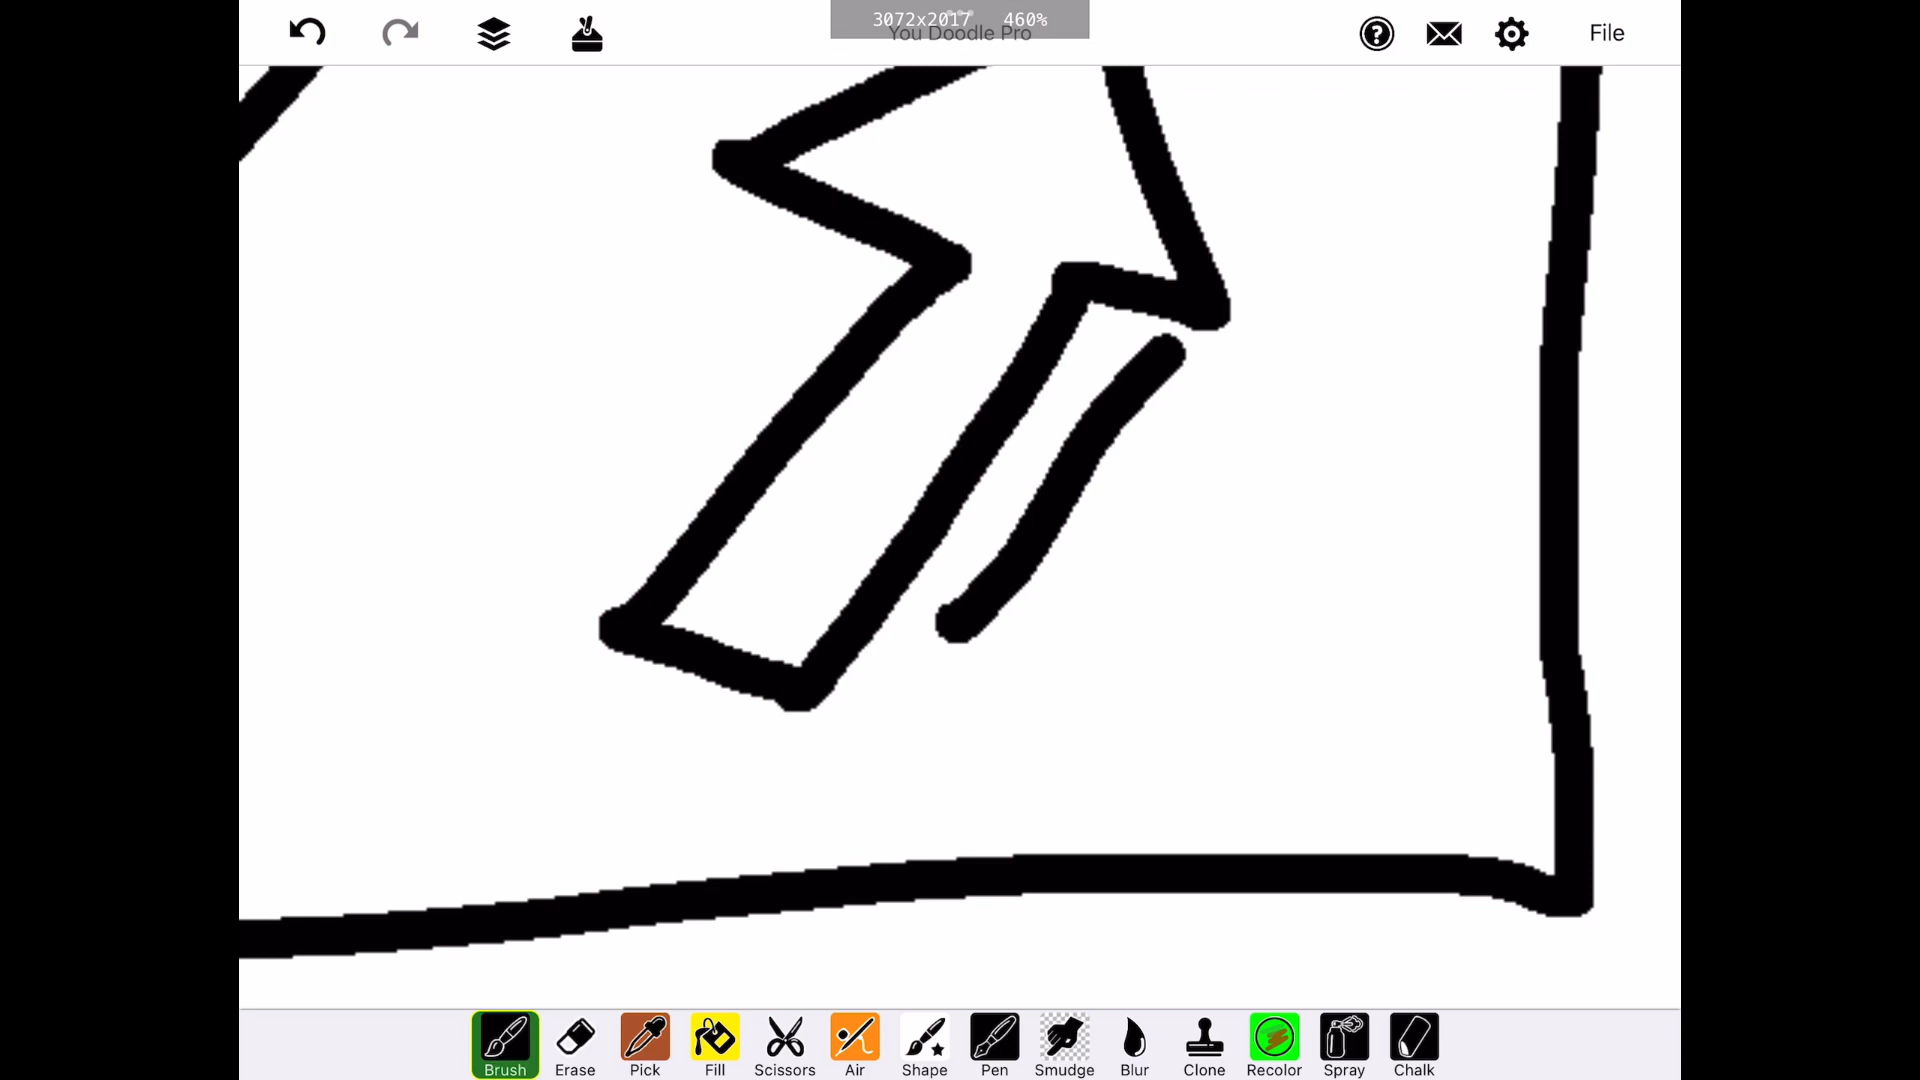 3072x2017 460%
You Doodle Pro
File
Brush Erase Pick Fill Scissors Air Shape Pen Smudge Blur Clone Recolor Spray Chalk